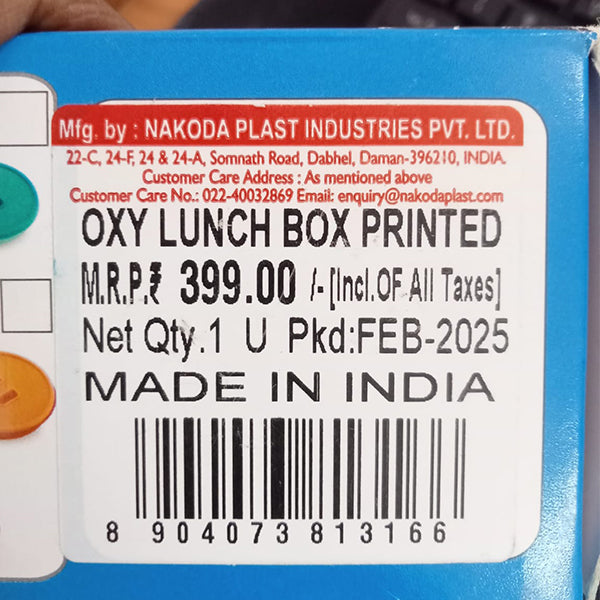 Mfg. by : NAKODA PLAST INDUSTRIES PVT. LTD.
22-C, 24-F, 24 & 24-A, Somnath Road, Dabhel, Daman-396210, INDIA.
Customer Care Address : As mentioned above
Customer Care No.: 022-40032869 Email: enquiry@nakodaplast.com
OXY LUNCH BOX PRINTED
M.R.P.₹ 399.00 /- [Incl.OF All Taxes]
Net Qty.1 U Pkd:FEB-2025
MADE IN INDIA
8 904073 813166